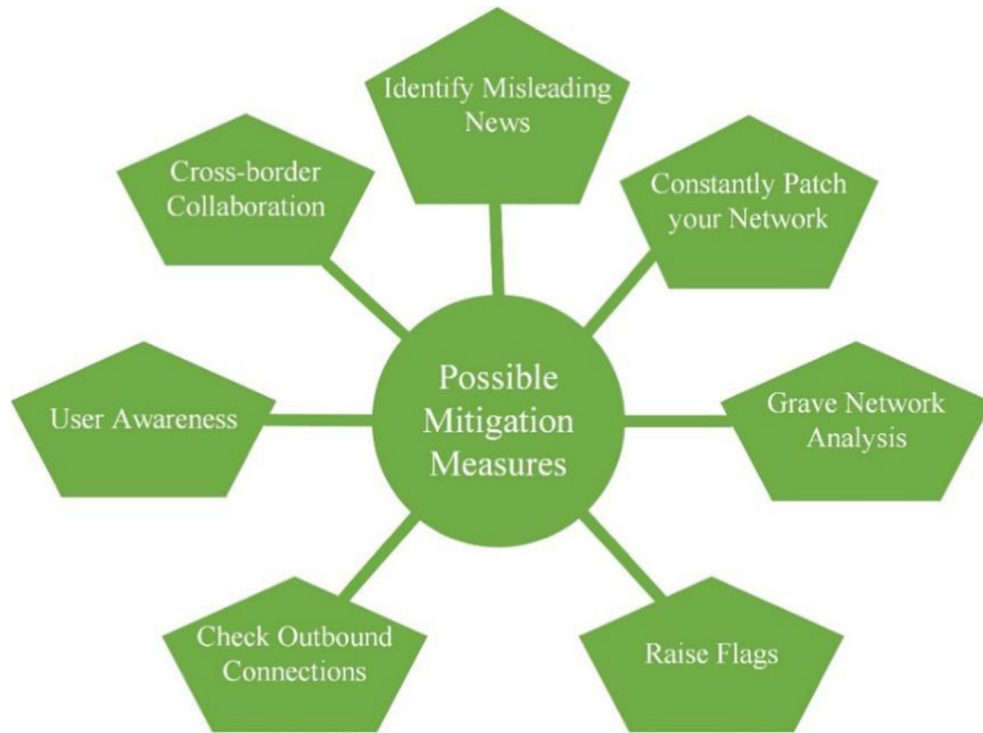 Identify Misleading
News
Cross-border
Collaboration
Constantly Patch
your Network
Possible
Mitigation
Measures
User Awareness
Grave Network
Analysis
Check Outbound
Connections
Raise Flags